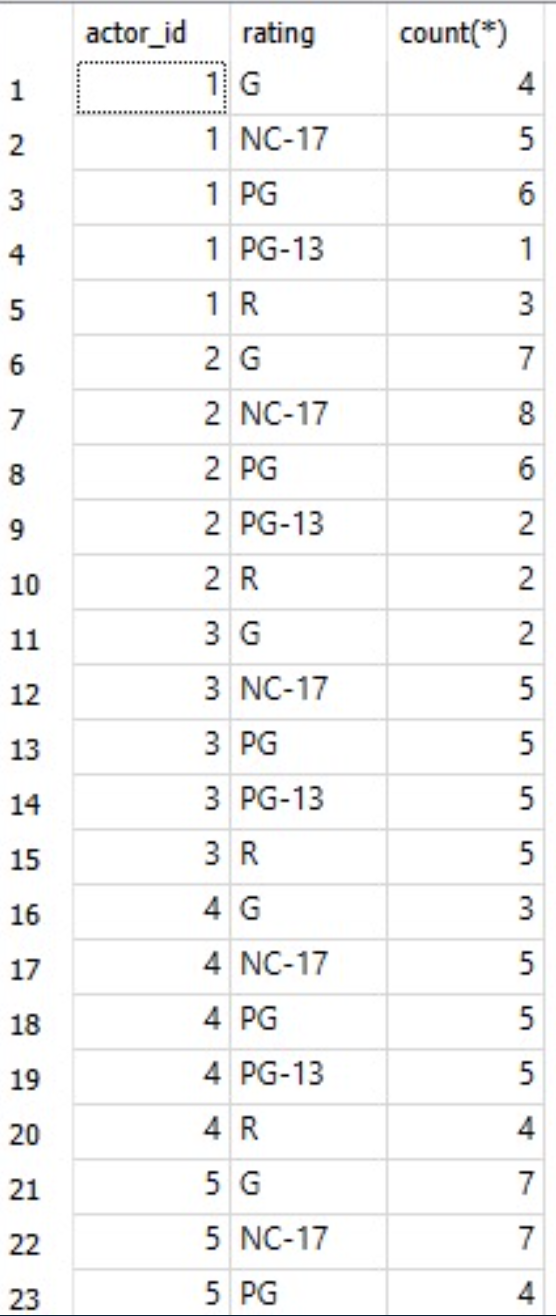 actor_id rating count(*)
1 1 G 4
2 1 NC-17 5
3 1 PG 6
4 1 PG-13 1
5 1 R 3
6 2 G 7
7 2 NC-17 8
8 2 PG 6
9 2 PG-13 2
10 2 R 2
11 3 G 2
12 3 NC-17 5
13 3 PG 5
14 3 PG-13 5
15 3 R 5
16 4 G 3
17 4 NC-17 5
18 4 PG 5
19 4 PG-13 5
20 4 R 4
21 5 G 7
22 5 NC-17 7
23 5 PG 4